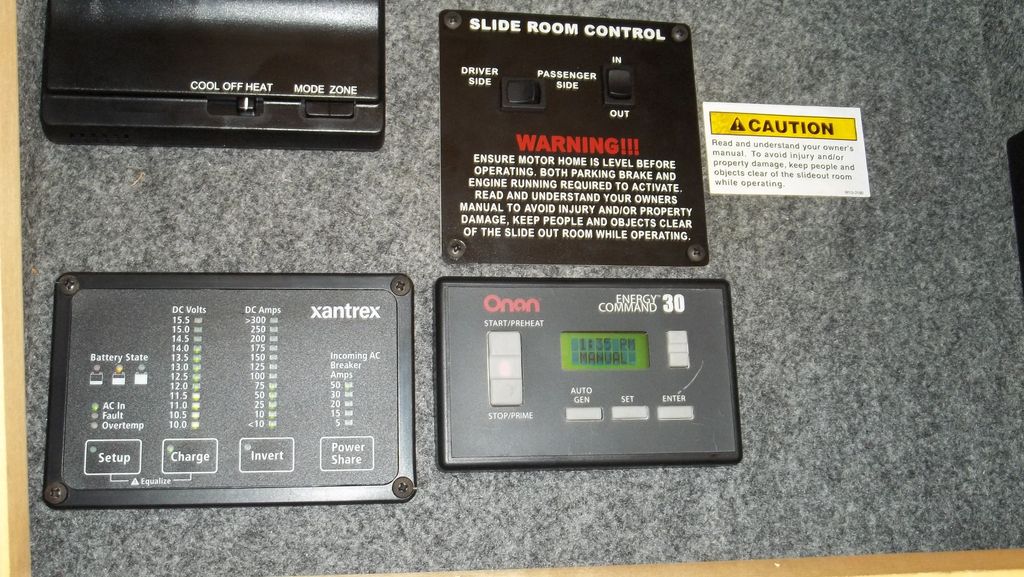 COOL OFF HEAT
MODE ZONE
SLIDE ROOM CONTROL
DRIVER
SIDE
PASSENGER
SIDE
IN
OUT
WARNING!!!
ENSURE MOTOR HOME IS LEVEL BEFORE
OPERATING. BOTH PARKING BRAKE AND
ENGINE RUNNING REQUIRED TO ACTIVATE.
READ AND UNDERSTAND YOUR OWNERS
MANUAL TO AVOID INJURY AND/OR PROPERTY
DAMAGE, KEEP PEOPLE AND OBJECTS CLEAR
OF THE SLIDE OUT ROOM WHILE OPERATING.
CAUTION
Read and understand your owner's
manual. To avoid injury and/or
property damage, keep people and
objects clear of the slideout room
while operating.
xantrex
DC Volts
15.5
15.0
14.5
14.0
13.5
13.0
12.5
12.0
11.5
11.0
10.5
10.0
DC Amps
>300
250
200
175
150
125
100
75
50
25
10
<10
Incoming AC
Breaker
Amps
50
30
20
15
5
Battery State
AC In
Fault
Overtemp
Setup
Charge
Invert
Power
Share
Equalize
Onan
ENERGY™
COMMAND 30
START/PREHEAT
STOP/PRIME
1:35 PM
MANUAL
AUTO
GEN
SET
ENTER